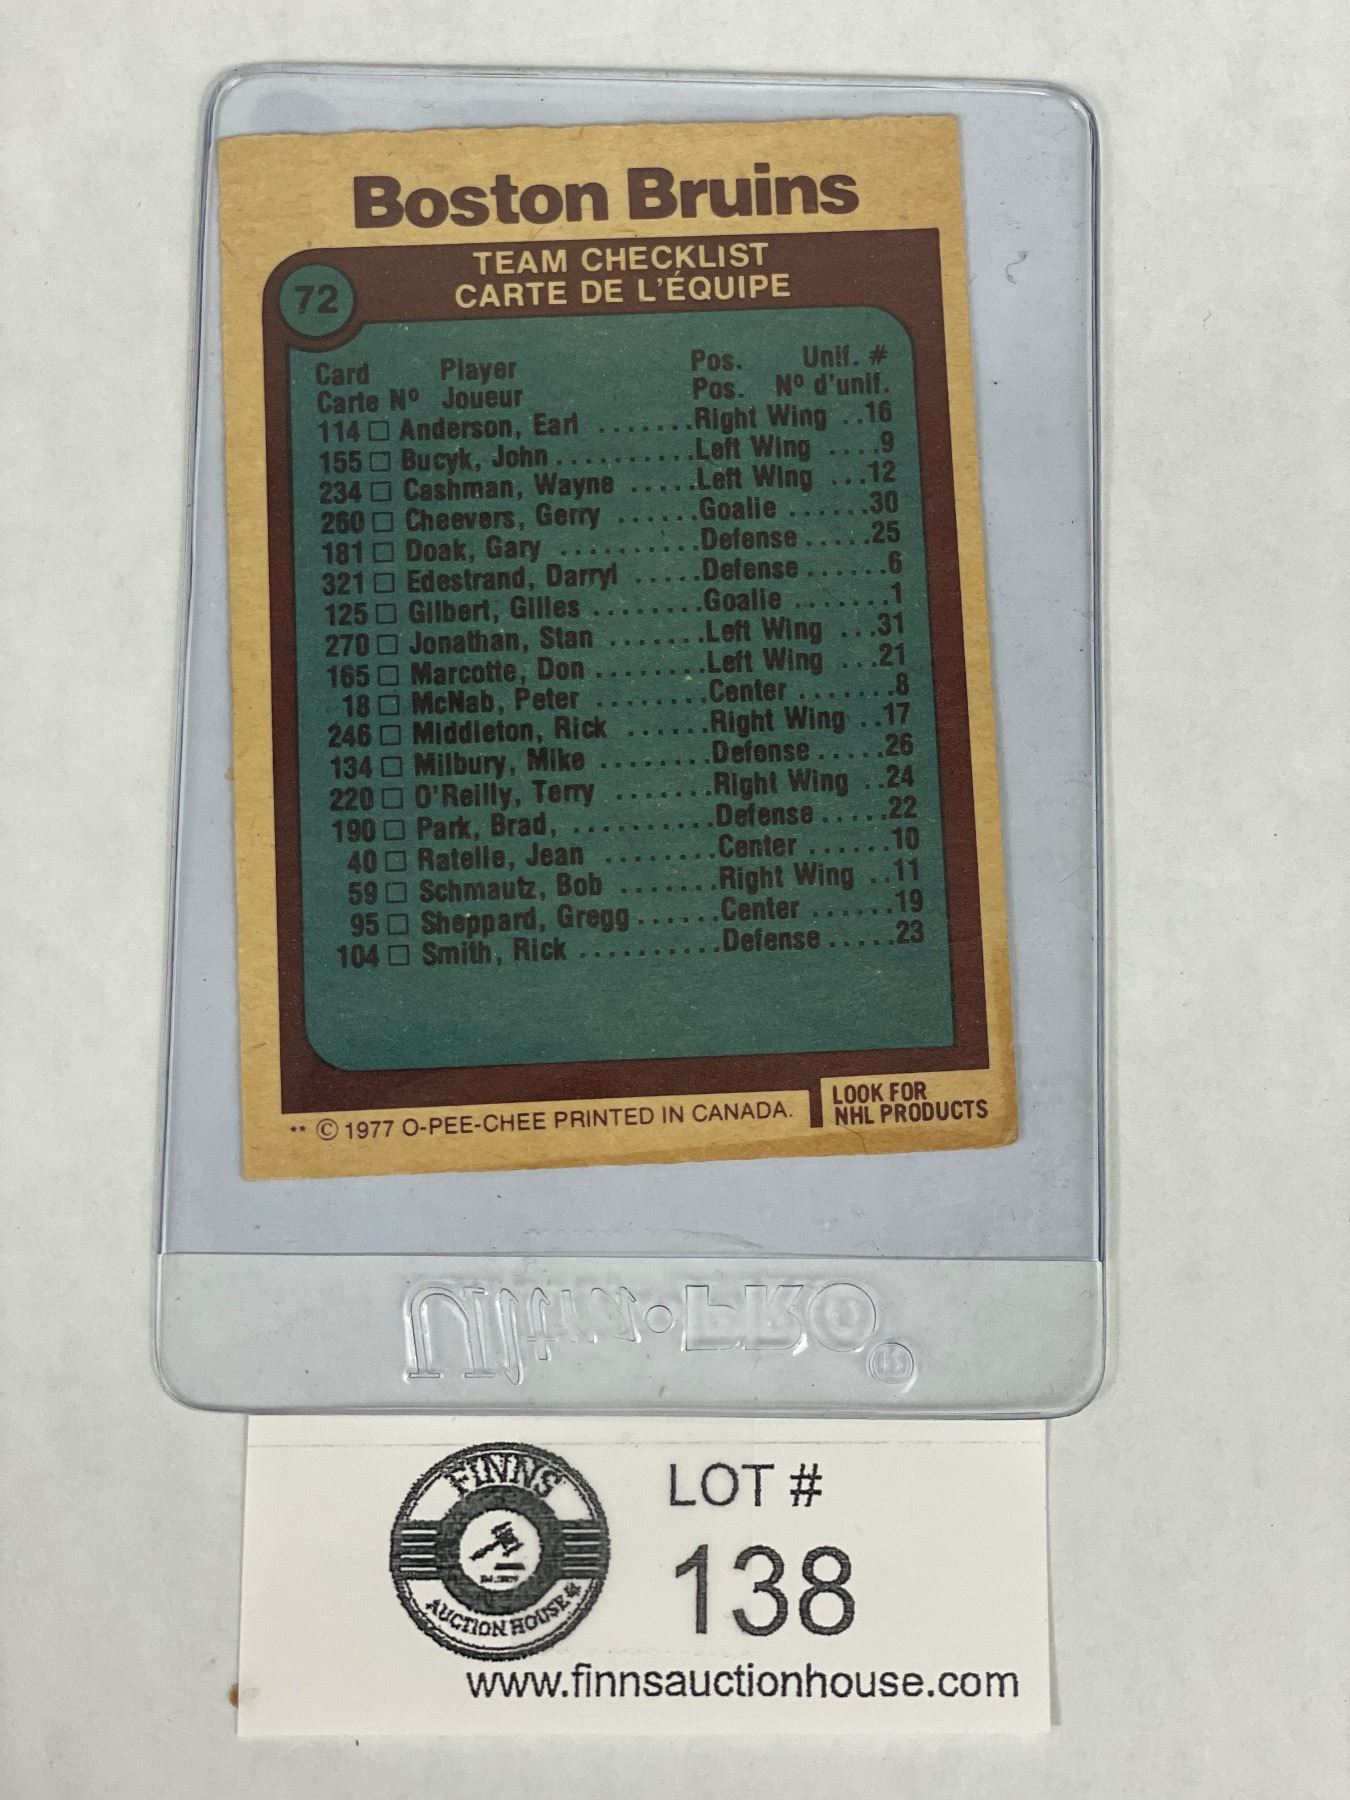 Boston Bruins
TEAM CHECKLIST
CARTE DE L'ÉQUIPE
72
Card Player Pos. Unif. #
Carte Nº Joueur Pos. Nº d'unif.
114 □ Anderson, Earl .......Right Wing ..16
155 □ Bucyk, John..........Left Wing ....9
234 □ Cashman, Wayne .....Left Wing ...12
260 □ Cheevers, Gerry ......Goalie ......30
181 □ Doak, Gary ..........Defense.....25
321 □ Edestrand, Darryl .....Defense......6
125 □ Gilbert, Gilles ........Goalie .......1
270 □ Jonathan, Stan .......Left Wing ...31
165 □ Marcotte, Don ........Left Wing ...21
18 □ McNab, Peter ........Center .......8
246 □ Middleton, Rick ......Right Wing ..17
134 □ Milbury, Mike ........Defense.....26
220 □ O'Reilly, Terry .......Right Wing ..24
190 □ Park, Brad, ..........Defense.....22
40 □ Ratelle, Jean ........Center ......10
59 □ Schmautz, Bob .......Right Wing ..11
95 □ Sheppard, Gregg......Center ......19
104 □ Smith, Rick ..........Defense.....23
** © 1977 O-PEE-CHEE PRINTED IN CANADA.
LOOK FOR
NHL PRODUCTS
Ultra•PRO®
FINNS
AUCTION HOUSE
LOT #
138
www.finnsauctionhouse.com